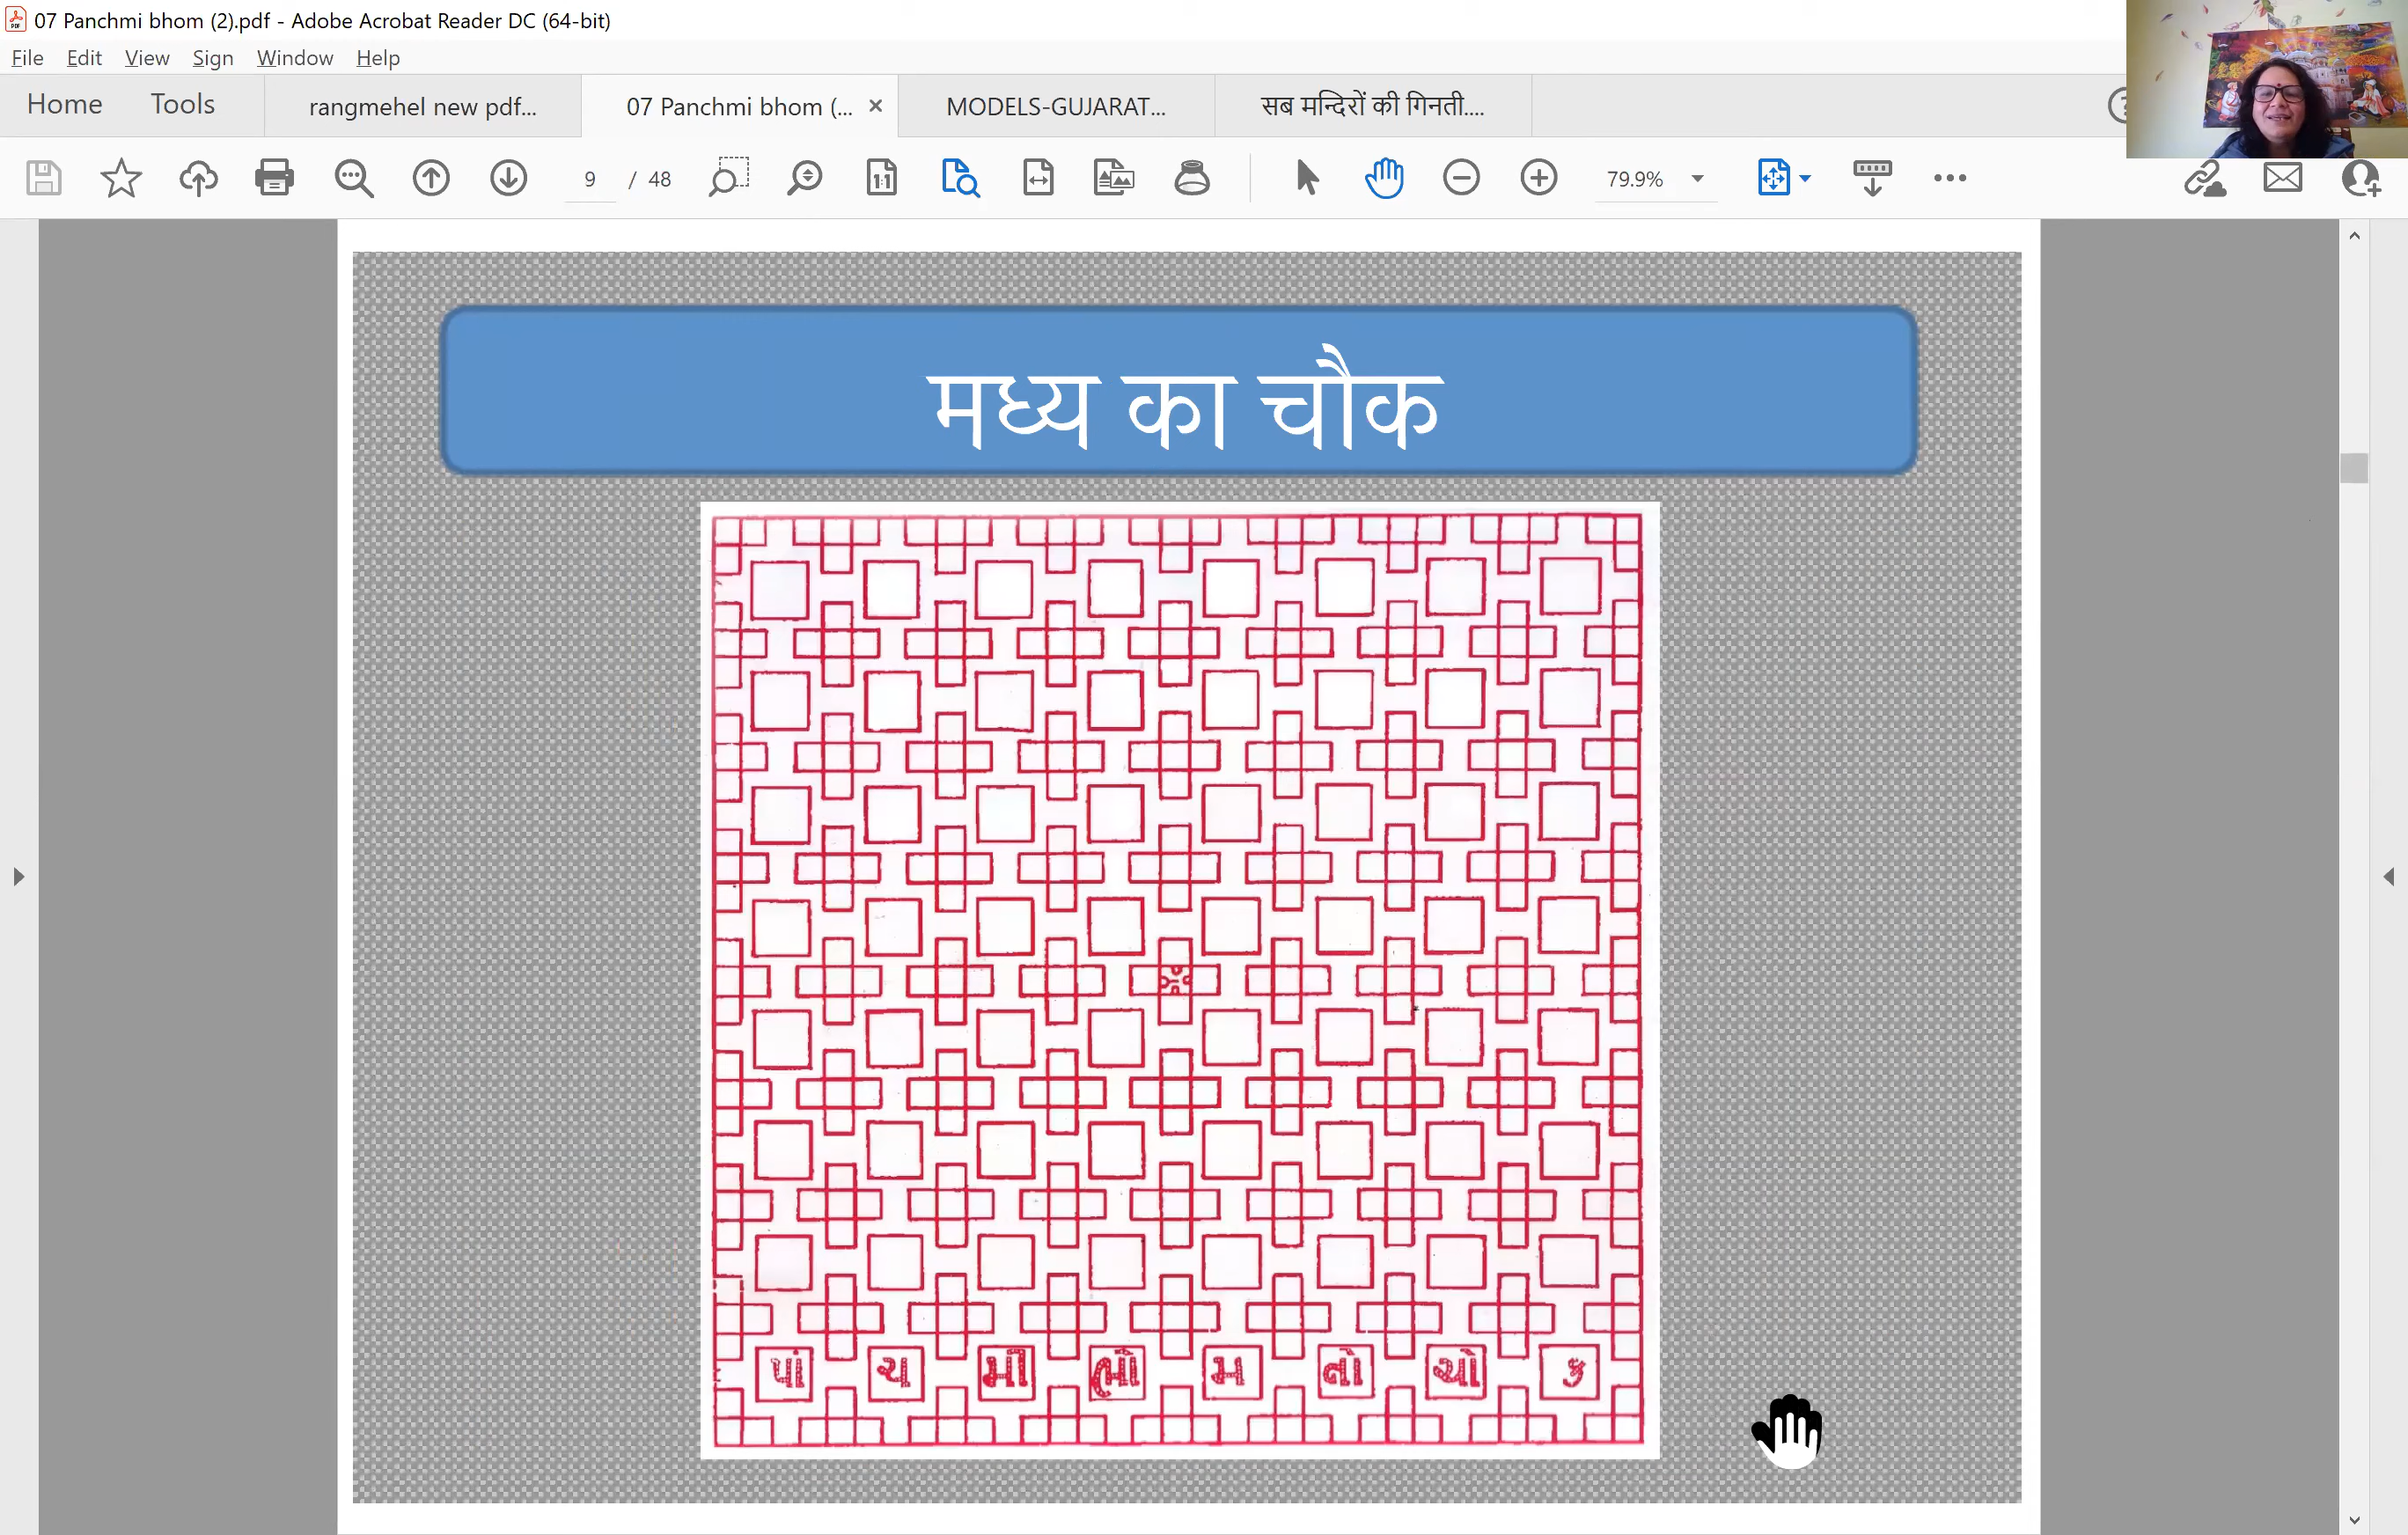 07 Panchmi bhom (2).pdf - Adobe Acrobat Reader DC (64-bit)
File Edit View Sign Window Help
Home Tools rangmehel new pdf... 07 Panchmi bhom (... MODELS-GUJARAT... सब मन्दिरों की गिनती....
9 / 48 79.9%
मध्य का चौक
પાં ચ મી ભો મ નો ચો ક